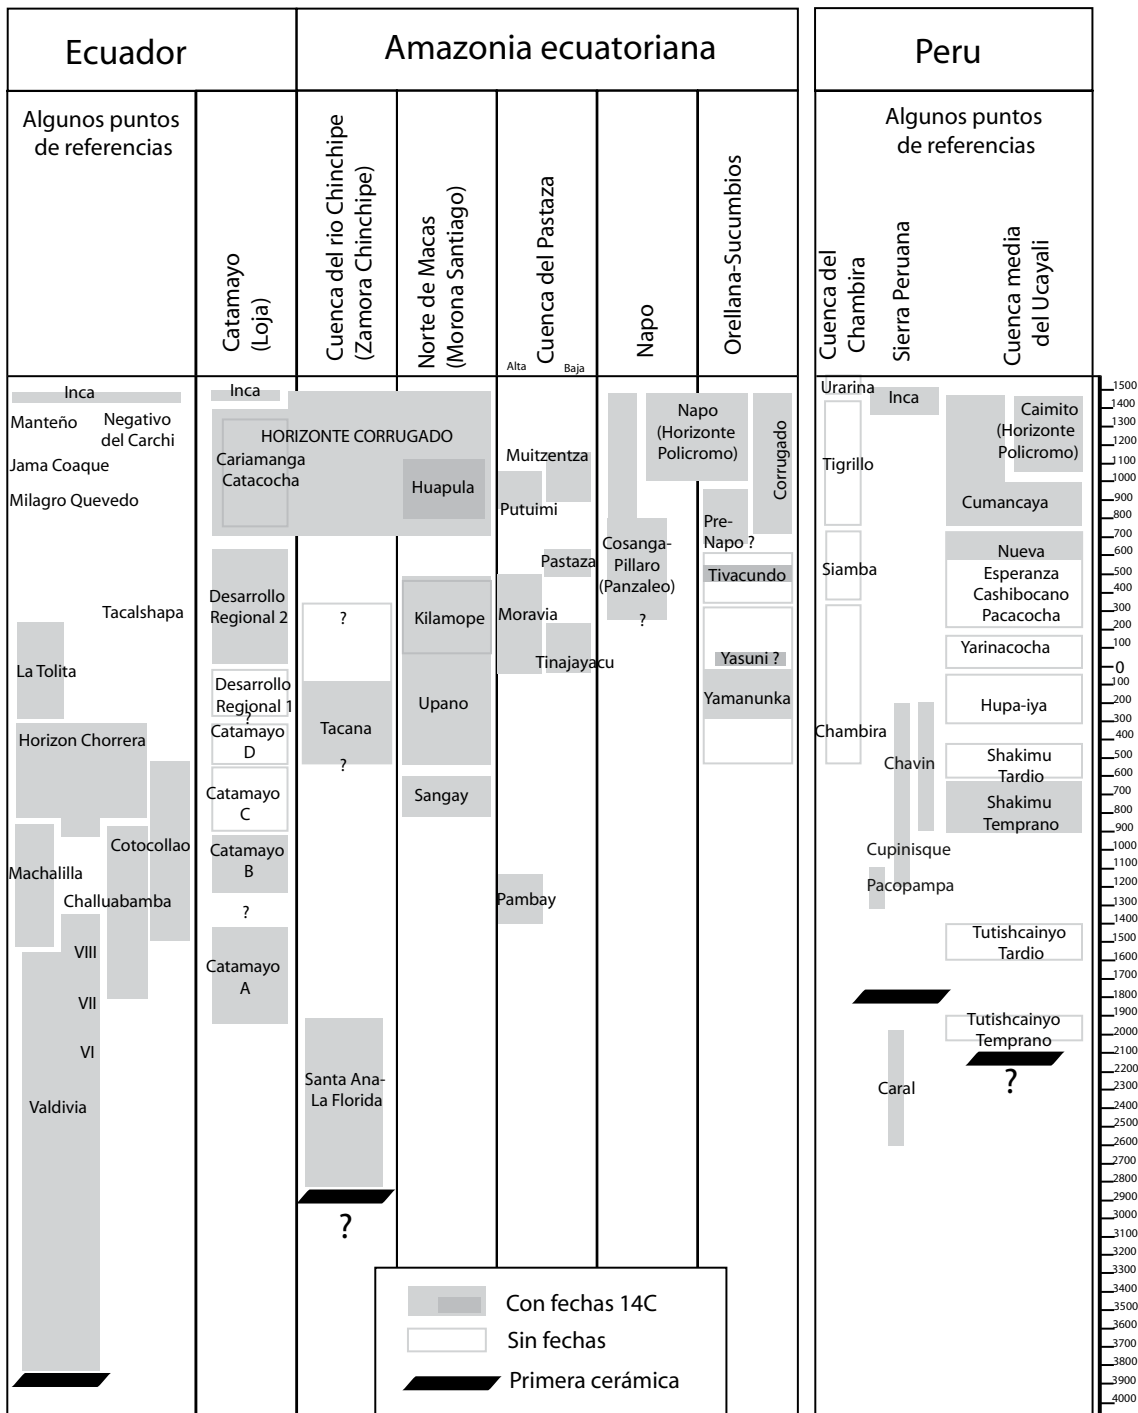 Ecuador
Amazonia ecuatoriana
Peru
Algunos puntos
de referencias
Catamayo
(Loja)
Cuenca del rio Chinchipe
(Zamora Chinchipe)
Norte de Macas
(Morona Santiago)
Cuenca del Pastaza
Alta
Baja
Napo
Orellana-Sucumbios
Algunos puntos
de referencias
Cuenca del
Chambira
Sierra Peruana
Cuenca media
del Ucayali
Inca
Manteño
Negativo
del Carchi
Jama Coaque
Milagro Quevedo
Tacalshapa
La Tolita
Horizon Chorrera
Cotocollao
Machalilla
Challuabamba
VIII
VII
VI
Valdivia
Inca
HORIZONTE CORRUGADO
Cariamanga
Catacocha
Desarrollo
Regional 2
Desarrollo
Regional 1
?
Catamayo
D
Catamayo
C
Catamayo
B
?
Catamayo
A
?
Tacana
?
Santa Ana-
La Florida
?
Huapula
Kilamope
Upano
Sangay
Muitzentza
Putuimi
Pastaza
Moravia
Tinajayacu
Pambay
Napo
(Horizonte
Policromo)
Cosanga-
Pillaro
(Panzaleo)
?
Corrugado
Pre-
Napo ?
Tivacundo
Yasuni ?
Yamanunka
Urarina
Tigrillo
Siamba
Chambira
Inca
Chavin
Cupinisque
Pacopampa
Caral
Caimito
(Horizonte
Policromo)
Cumancaya
Nueva
Esperanza
Cashibocano
Pacacocha
Yarinacocha
Hupa-iya
Shakimu
Tardio
Shakimu
Temprano
Tutishcainyo
Tardio
Tutishcainyo
Temprano
?
1500
1400
1300
1200
1100
1000
900
800
700
600
500
400
300
200
100
0
100
200
300
400
500
600
700
800
900
1000
1100
1200
1300
1400
1500
1600
1800
1900
2000
2100
2200
2300
2400
2500
2600
2700
2800
2900
3000
3100
3200
3300
3400
3500
3600
3700
3800
3900
4000
Con fechas 14C
Sin fechas
Primera cerámica